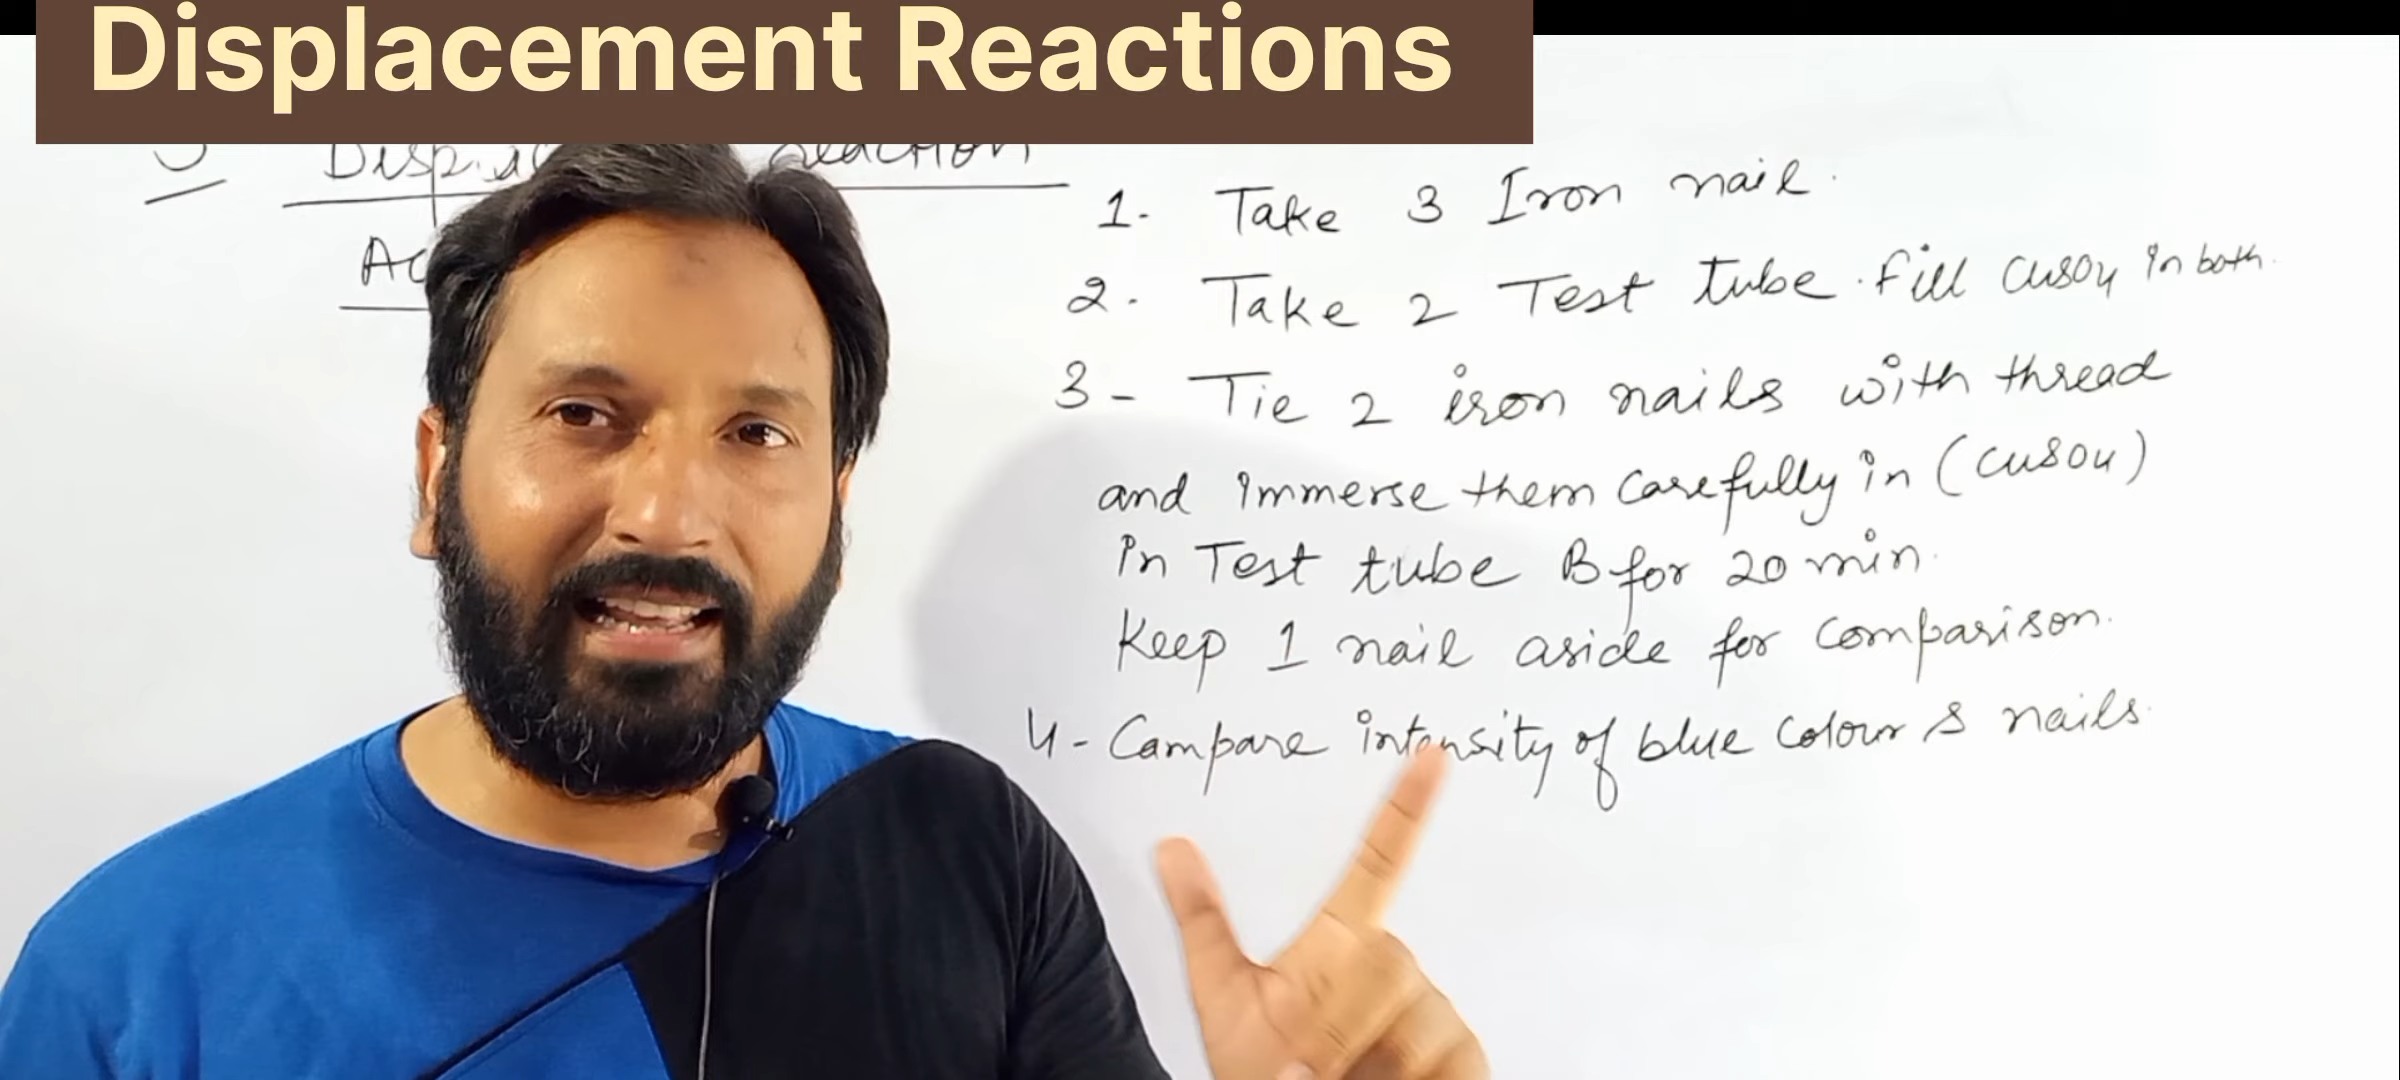 Displacement Reactions
1. Take 3 Iron nail.
2. Take 2 Test tube. Fill CuSO4 in both.
3- Tie 2 iron nails with thread
and immerse them carefully in (CuSO4)
in Test tube B for 20 min.
Keep 1 nail aside for comparison.
4- Campare intensity of blue colour & nails.